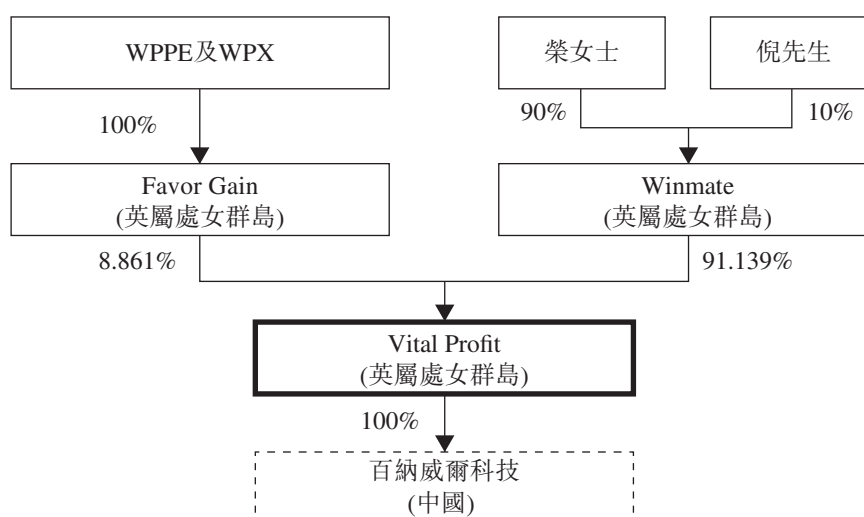 WPPE及WPX
榮女士
倪先生
100%
90%
10%
Favor Gain
(英屬處女群島)
Winmate
(英屬處女群島)
8.861%
91.139%
Vital Profit
(英屬處女群島)
100%
百納威爾科技
(中國)